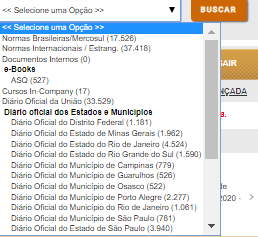 << Selecione uma Opção >>
BUSCAR
<< Selecione uma Opção >>
Normas Brasileiras/Mercosul (17.526)
Normas Internacionais / Estrang. (37.418)
Documentos Internos (0)
e-Books
ASQ (527)
Cursos In-Company (17)
Diário Oficial da União (33.529)
Diário oficial dos Estados e Municípios
Diário Oficial do Distrito Federal (1.181)
Diário Oficial do Estado de Minas Gerais (1.962)
Diário Oficial do Estado do Rio de Janeiro (4.524)
Diário Oficial do Estado do Rio Grande do Sul (1.590)
Diário Oficial do Município de Campinas (779)
Diário Oficial do Município de Guarulhos (526)
Diário Oficial do Município de Osasco (522)
Diário Oficial do Município de Porto Alegre (2.277)
Diário Oficial do Município do Rio de Janeiro (1.061)
Diário Oficial do Município de São Paulo (781)
Diário Oficial do Estado de São Paulo (3.940)
AIR
NÇADA
a.
de
2020 -